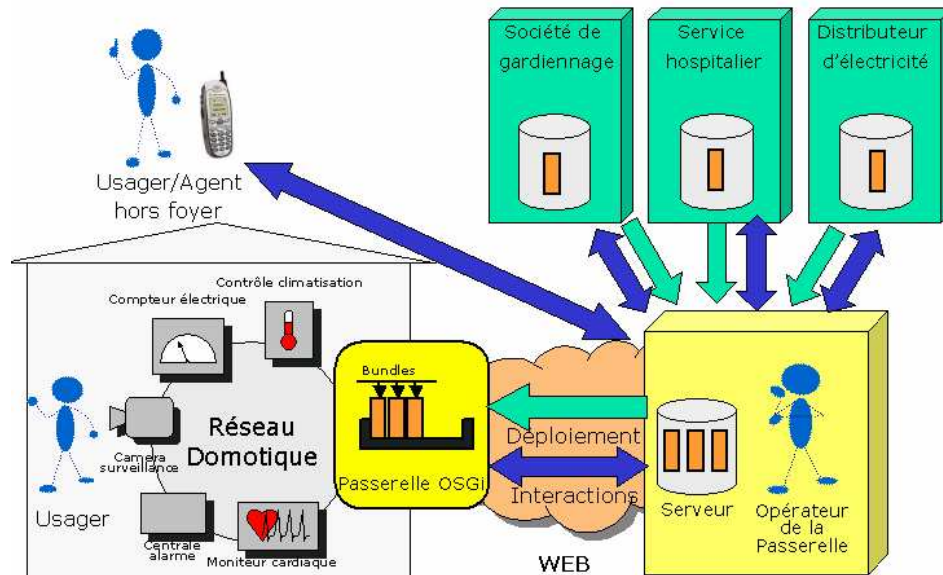 Société de
gardiennage
Service
hospitalier
Distributeur
d'électricité
Usager/Agent
hors foyer
Contrôle climatisation
Compteur électrique
Bundles
Réseau
Domotique
Camera
surveillance
Passerelle OSGi
Déploiement
Interactions
Usager
Centrale
alarme
Moniteur cardiaque
WEB
Serveur
Opérateur
de la
Passerelle